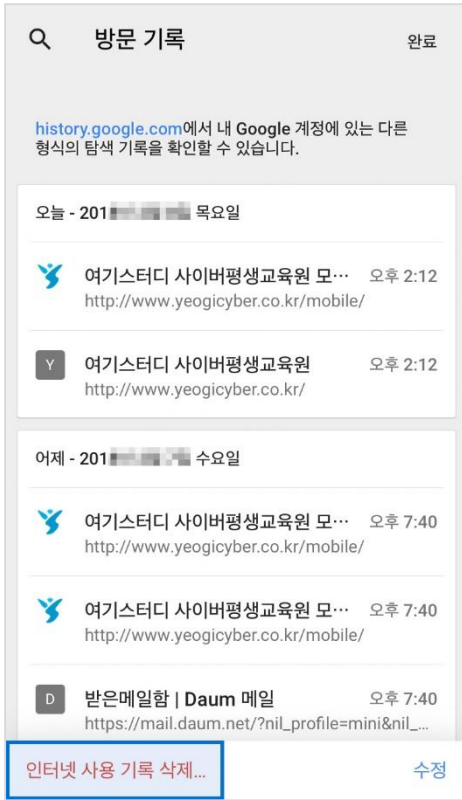 방문 기록
완료
history.google.com에서 내 Google 계정에 있는 다른
형식의 탐색 기록을 확인할 수 있습니다.
오늘 - 201 목요일
여기스터디 사이버평생교육원 모… 오후 2:12
http://www.yeogicyber.co.kr/mobile/
Y 여기스터디 사이버평생교육원 오후 2:12
http://www.yeogicyber.co.kr/
어제 - 201 수요일
여기스터디 사이버평생교육원 모… 오후 7:40
http://www.yeogicyber.co.kr/mobile/
여기스터디 사이버평생교육원 모… 오후 7:40
http://www.yeogicyber.co.kr/mobile/
D 받은메일함 | Daum 메일 오후 7:40
https://mail.daum.net/?nil_profile=mini&nil_...
인터넷 사용 기록 삭제... 수정